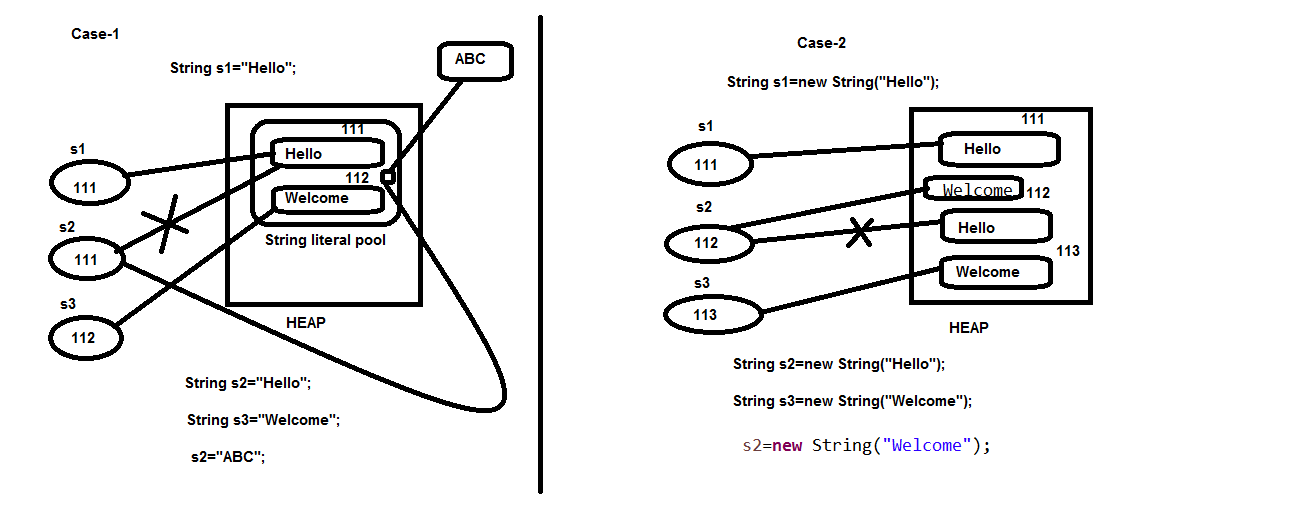 Case-1
String s1="Hello";
ABC
111
s1
Hello
111
112
Welcome
s2
String literal pool
111
s3
HEAP
112
String s2="Hello";
String s3="Welcome";
s2="ABC";
Case-2
String s1=new String("Hello");
111
s1
Hello
111
Welcome
112
s2
Hello
112
113
Welcome
s3
113
HEAP
String s2=new String("Hello");
String s3=new String("Welcome");
s2=new String("Welcome");